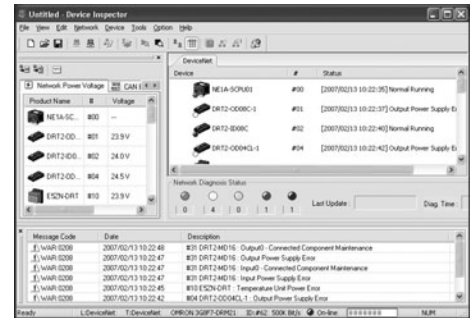 Untitled - Device Inspector
File View Edit Network Device Tools Option Help
Network Power Voltage CAN
Product Name # Voltage
NE1A-SC... #00 --
DRT2-OD... #01 23.9 V
DRT2-ID0... #02 24.0 V
DRT2-OD... #04 24.5 V
E5ZN-DRT #10 23.9 V
DeviceNet
Device # Status
NE1A-SCPU01 #00 [2007/02/13 10:22:35] Normal Running
DRT2-OD08C-1 #01 [2007/02/13 10:22:37] Output Power Supply E
DRT2-ID08C #02 [2007/02/13 10:22:40] Normal Running
DRT2-OD04CL-1 #04 [2007/02/13 10:22:42] Output Power Supply E
Network Diagnosis Status
0 4 0 1 1 Last Update : Diag. Time :
Message Code Date Description
WAR:0208 2007/02/13 10:22:48 #31 DRT2-MD16 : Output0 - Connected Component Maintenance
WAR:0208 2007/02/13 10:22:47 #31 DRT2-MD16 : Output Power Supply Error
WAR:0208 2007/02/13 10:22:47 #31 DRT2-MD16 : Input0 - Connected Component Maintenance
WAR:0208 2007/02/13 10:22:47 #31 DRT2-MD16 : Input Power Supply Error
WAR:0208 2007/02/13 10:22:45 #10 E5ZN-DRT : Temperature Unit Power Error
WAR:0208 2007/02/13 10:22:42 #04 DRT2-OD04CL-1 : Output Power Supply Error
Ready L:DeviceNet T:DeviceNet OMRON 3G8F7-DRM21 ID:#62 500K Bit/s On-line NUM